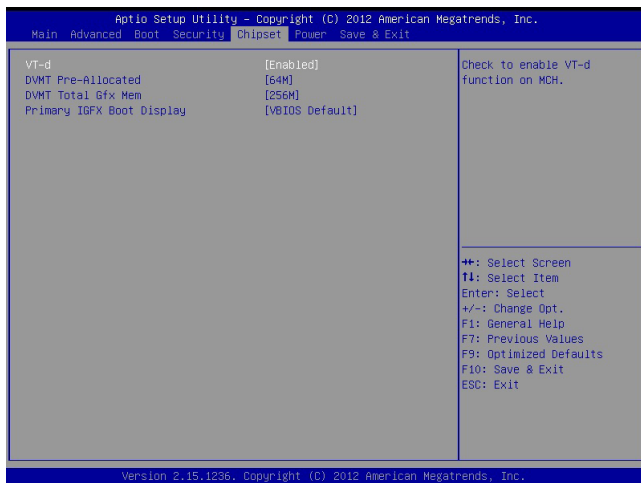 Aptio Setup Utility – Copyright (C) 2012 American Megatrends, Inc.
Main Advanced Boot Security Chipset Power Save & Exit
VT-d [Enabled]
DVMT Pre-Allocated [64M]
DVMT Total Gfx Mem [256M]
Primary IGFX Boot Display [VBIOS Default]
Check to enable VT-d
function on MCH.
→←: Select Screen
↑↓: Select Item
Enter: Select
+/-: Change Opt.
F1: General Help
F7: Previous Values
F9: Optimized Defaults
F10: Save & Exit
ESC: Exit
Version 2.15.1236. Copyright (C) 2012 American Megatrends, Inc.